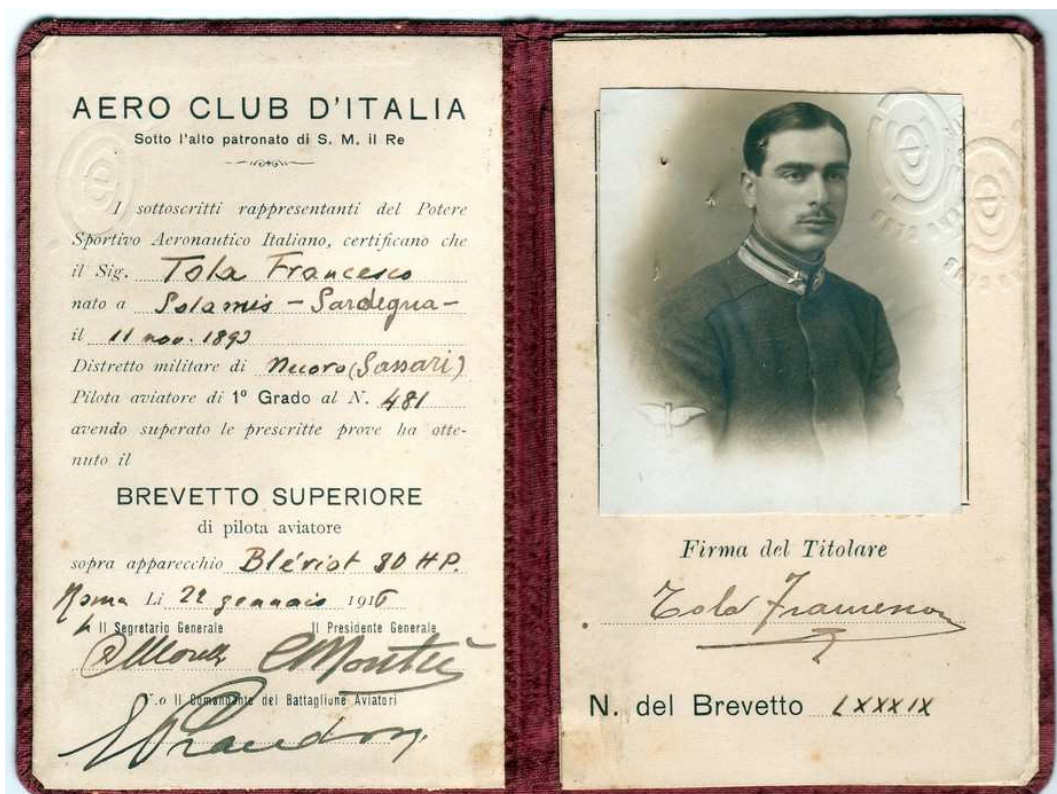 AERO CLUB D'ITALIA
Sotto l'alto patronato di S. M. il Re
I sottoscritti rappresentanti del Potere
Sportivo Aeronautico Italiano, certificano che
il Sig. Tola Francesco
nato a Solamis - Sardegna -
il 11 nov. 1892
Distretto militare di Nuoro (Sassari)
Pilota aviatore di 1º Grado al N. 481
avendo superato le prescritte prove ha otte-
nuto il
BREVETTO SUPERIORE
di pilota aviatore
sopra apparecchio Blériot 80 HP.
Roma Li 22 gennaio 1916
Il Segretario Generale Il Presidente Generale
V.o Il Comandante del Battaglione Aviatori
Firma del Titolare
Tola Francesco
N. del Brevetto LXXXIX